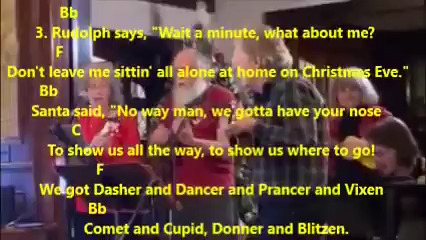 Bb
3. Rudolph says, "Wait a minute, what about me?
F
Don't leave me sittin' all alone at home on Christmas Eve."
Bb
Santa said, "No way man, we gotta have your nose
C
To show us all the way, to show us where to go!
F
We got Dasher and Dancer and Prancer and Vixen
Bb
Comet and Cupid, Donner and Blitzen.